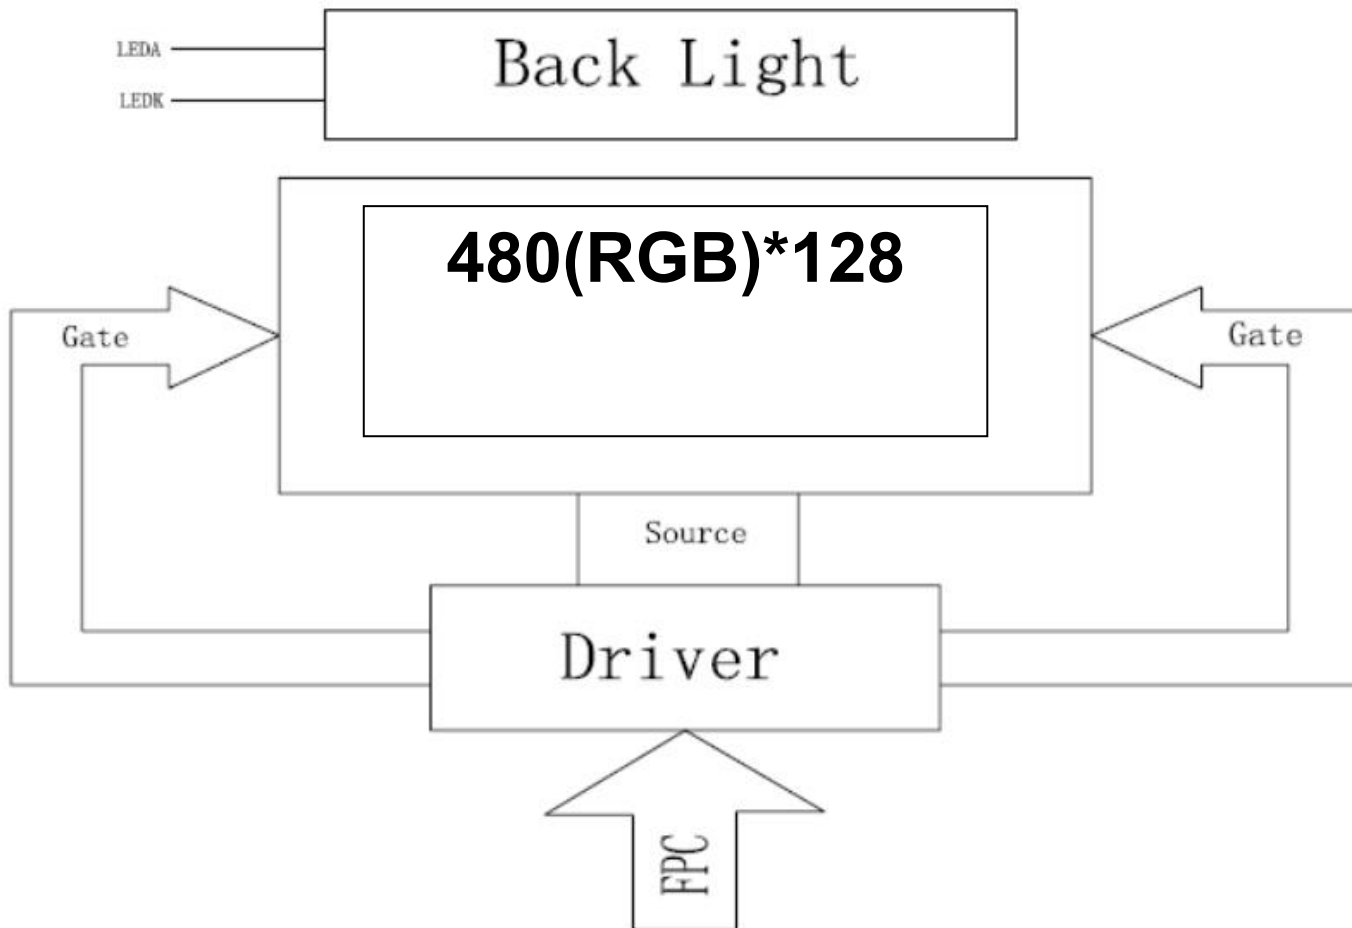 LEDA
LEDK
Back Light
480(RGB)*128
Gate
Gate
Source
Driver
FPC